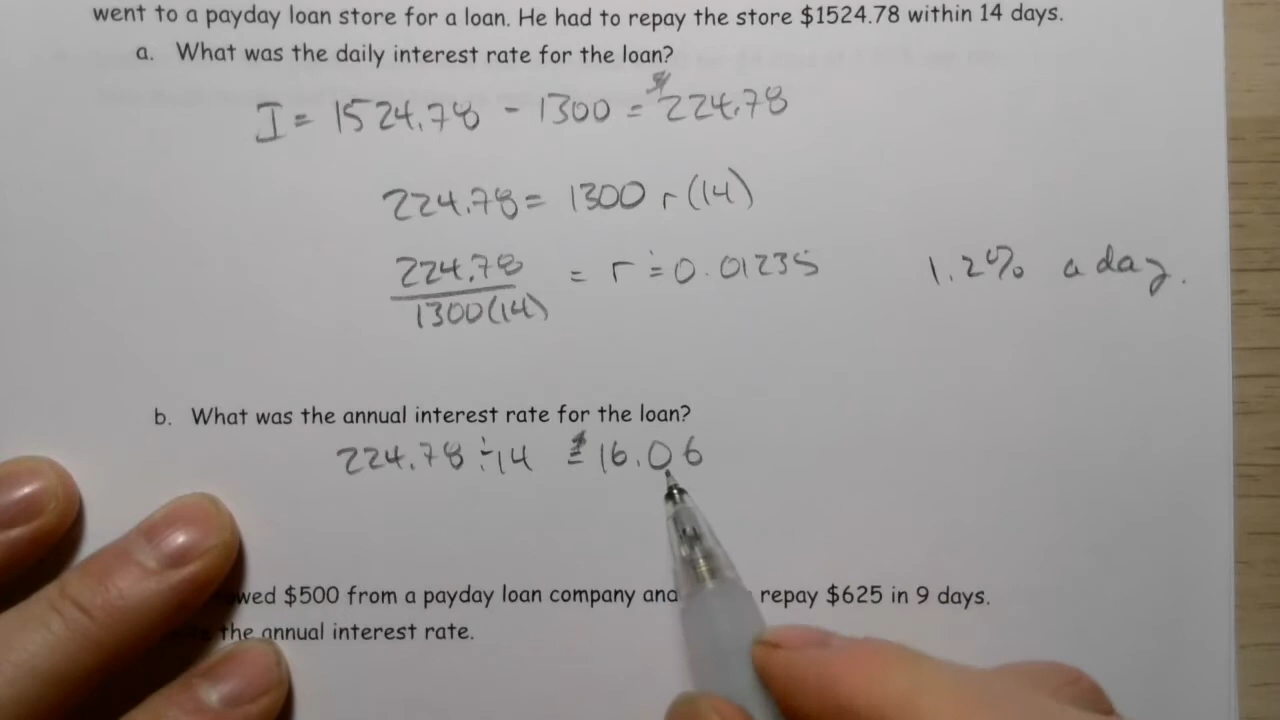 went to a payday loan store for a loan. He had to repay the store $1524.78 within 14 days.
a. What was the daily interest rate for the loan?
I = 1524.78 - 1300 = $224.78
224.78 = 1300 r(14)
224.78 / 1300(14) = r ≐ 0.01235 1.2% a day.
b. What was the annual interest rate for the loan?
224.78 ÷ 14 = 16.06
$500 from a payday loan company and repay $625 in 9 days.
the annual interest rate.